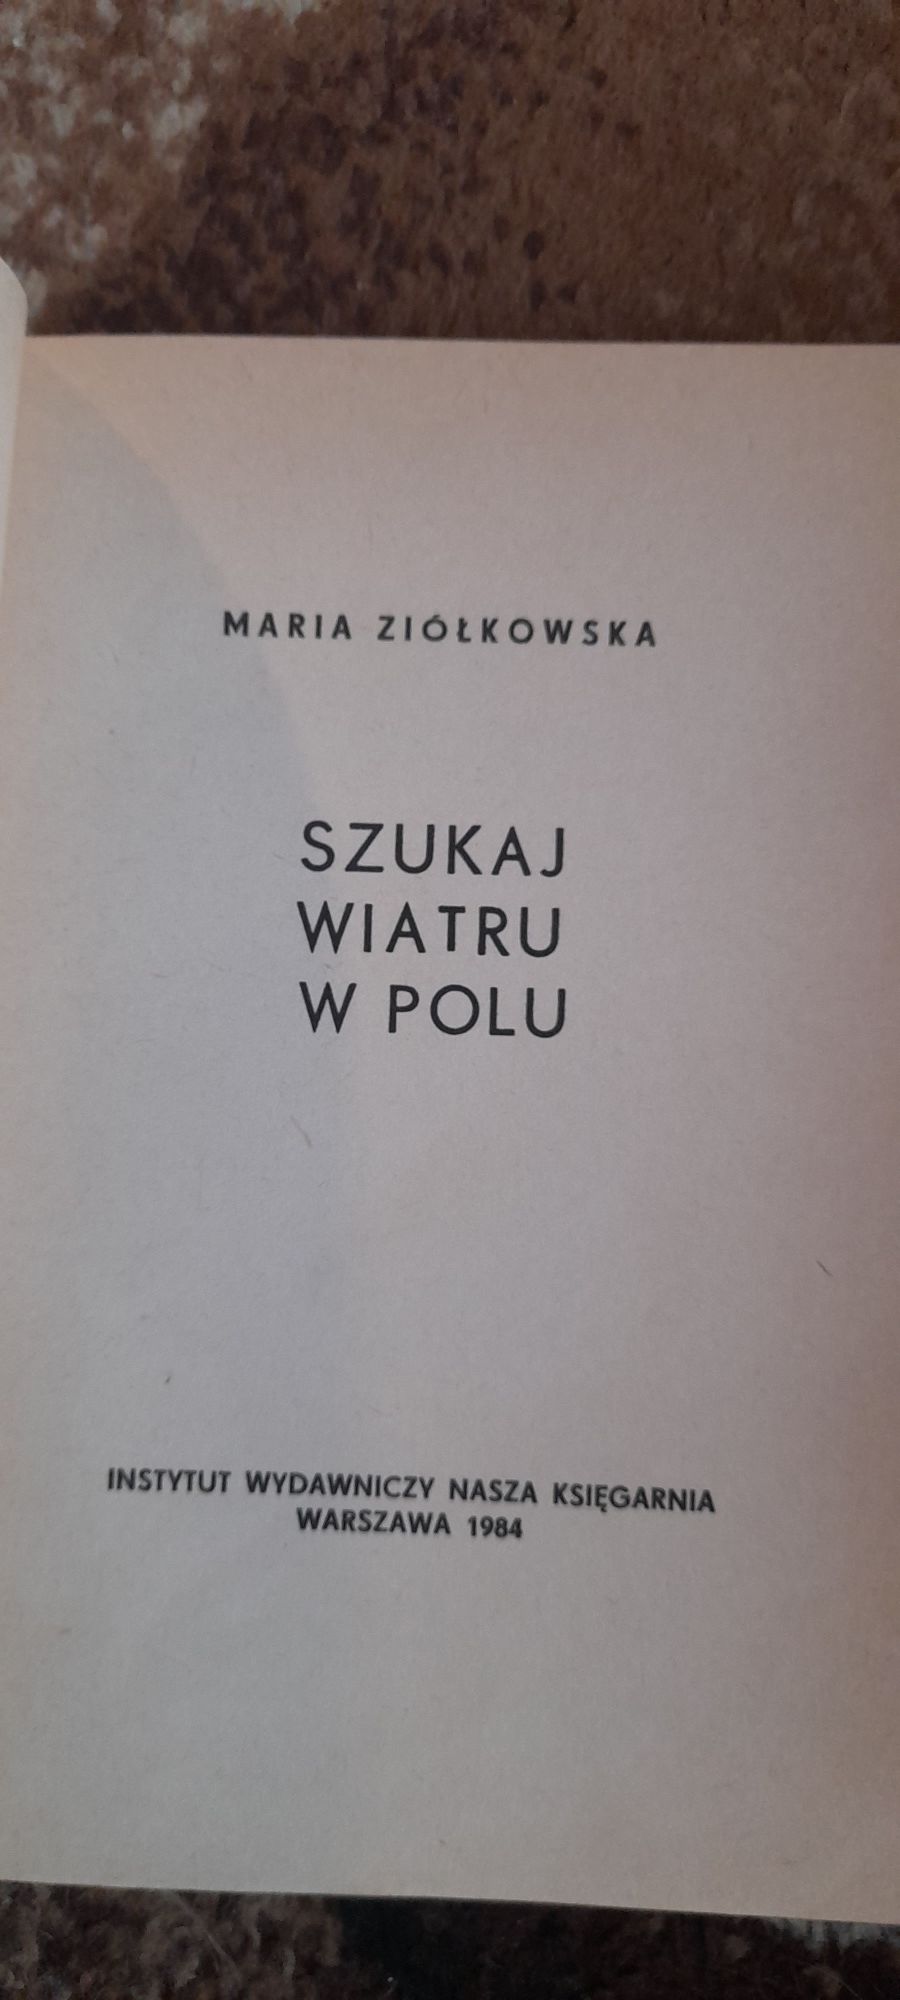 MARIA ZIÓŁKOWSKA
SZUKAJ
WIATRU
W POLU
INSTYTUT WYDAWNICZY NASZA KSIĘGARNIA
WARSZAWA 1984